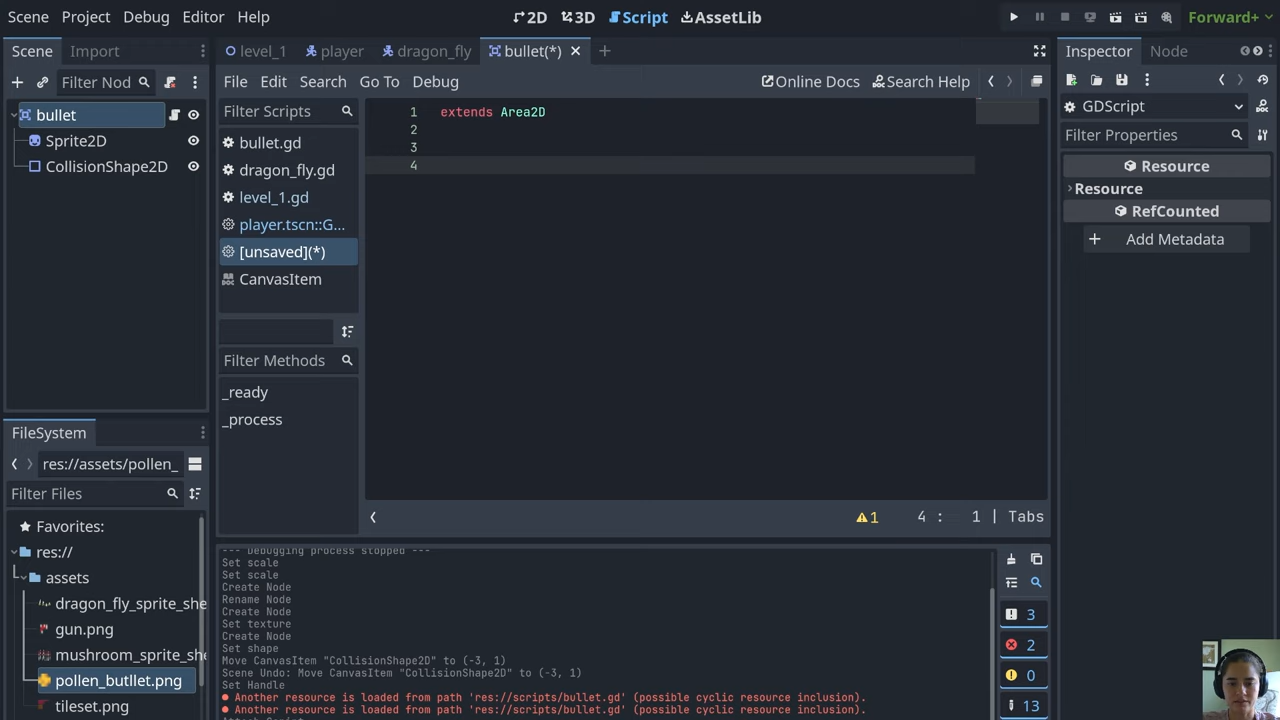 Scene Project Debug Editor Help
2D 3D Script AssetLib
Forward+
Scene Import
level_1 player dragon_fly bullet(*)
Inspector Node
Filter Nod
File Edit Search Go To Debug
Online Docs Search Help
bullet
Sprite2D
CollisionShape2D
Filter Scripts
bullet.gd
dragon_fly.gd
level_1.gd
player.tscn::G...
[unsaved](*)
CanvasItem
Filter Methods
_ready
_process
1 extends Area2D
2
3
4
1 4 : 1 | Tabs
GDScript
Filter Properties
Resource
Resource
RefCounted
Add Metadata
FileSystem
res://assets/pollen_
Filter Files
Favorites:
res://
assets
dragon_fly_sprite_she
gun.png
mushroom_sprite_she
pollen_butllet.png
tileset.png
--- Debugging process stopped ---
Set scale
Set scale
Create Node
Rename Node
Create Node
Set texture
Create Node
Set shape
Move CanvasItem "CollisionShape2D" to (-3, 1)
Scene Undo: Move CanvasItem "CollisionShape2D" to (-3, 1)
Set Handle
Another resource is loaded from path 'res://scripts/bullet.gd' (possible cyclic resource inclusion).
Another resource is loaded from path 'res://scripts/bullet.gd' (possible cyclic resource inclusion).
Attach Script
3
2
0
13